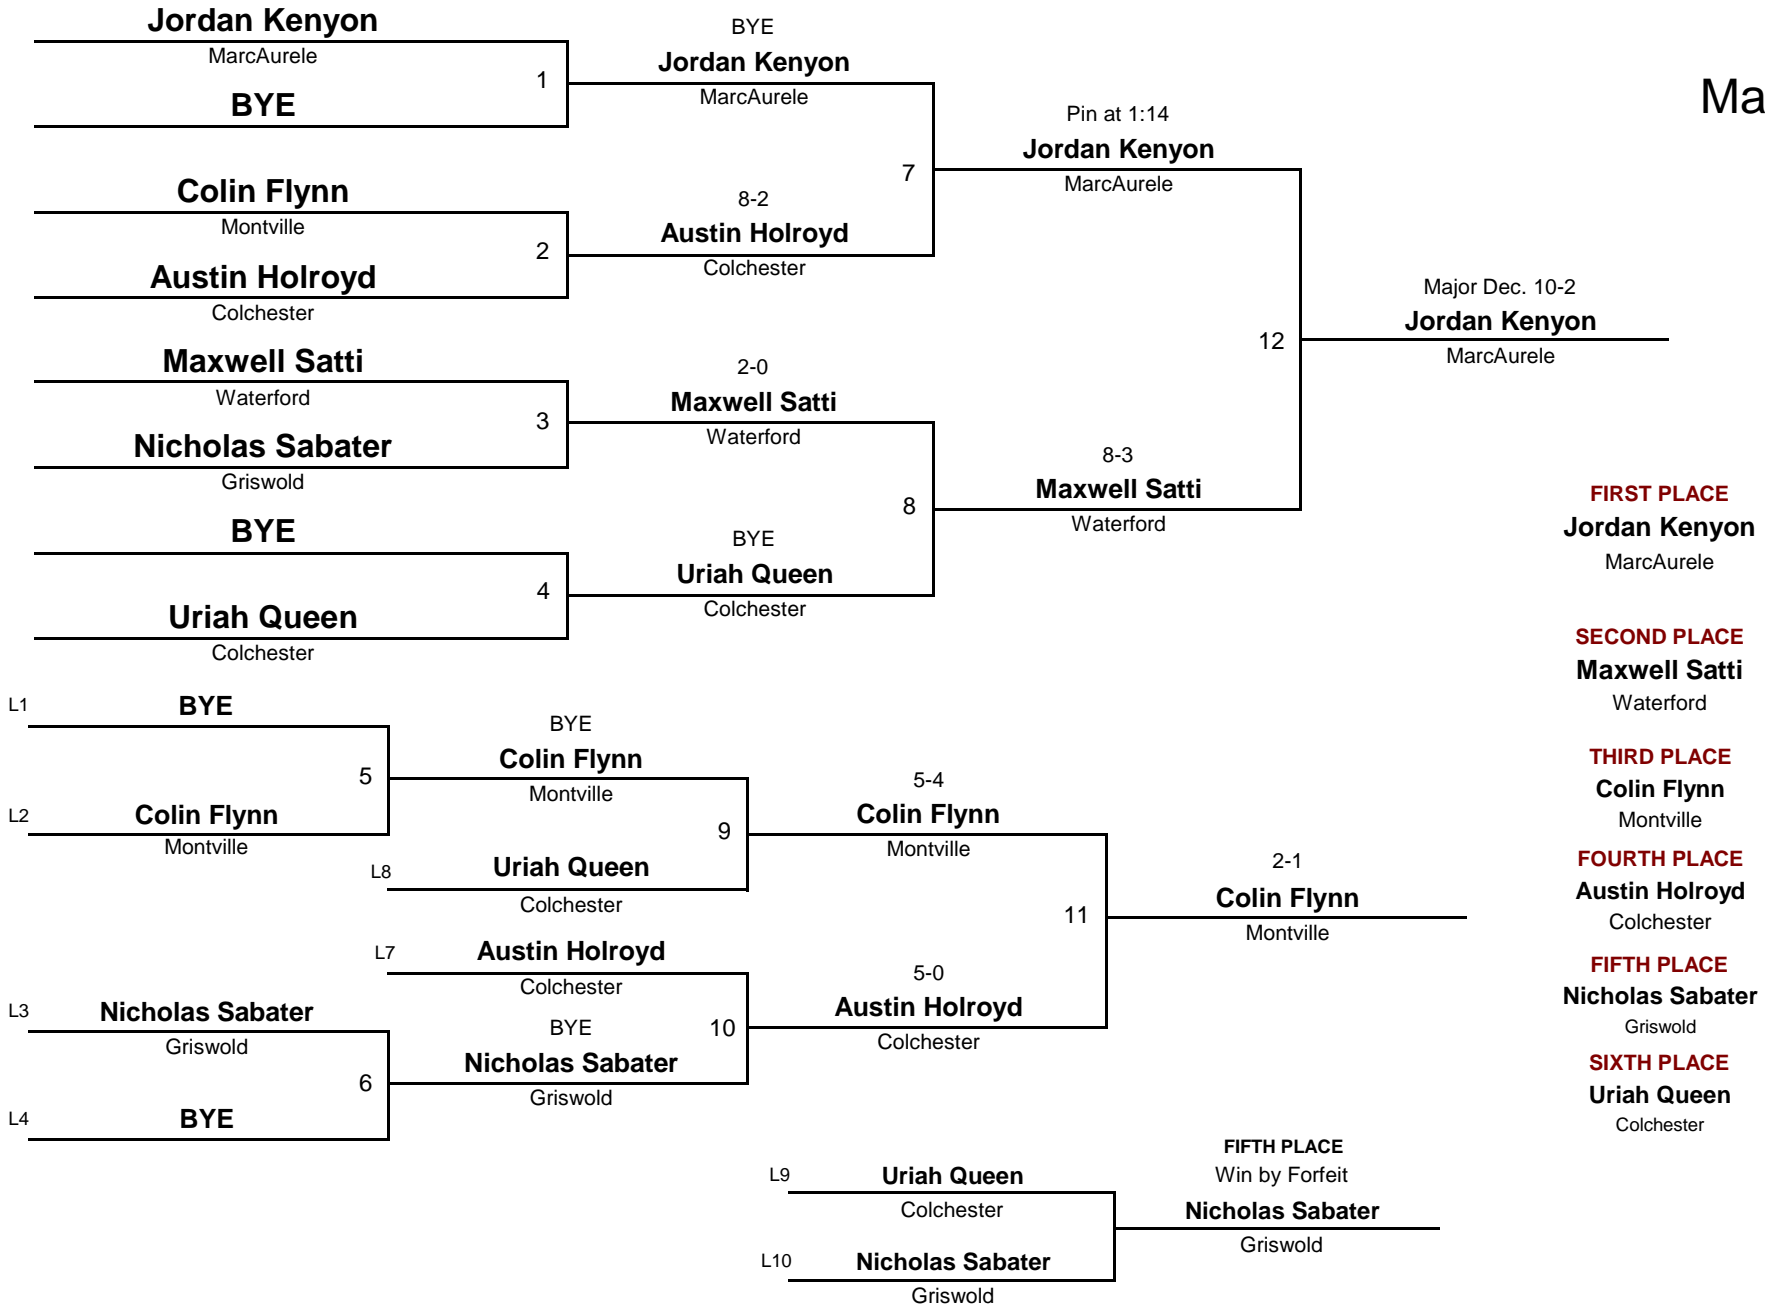 Jordan Kenyon
MarcAurele
1
BYE
BYE
Jordan Kenyon
MarcAurele
Colin Flynn
Montville
2
Austin Holroyd
Colchester
8-2
Austin Holroyd
Colchester
7
Pin at 1:14
Jordan Kenyon
MarcAurele
Ma
Maxwell Satti
Waterford
3
Nicholas Sabater
Griswold
2-0
Maxwell Satti
Waterford
BYE
4
Uriah Queen
Colchester
BYE
Uriah Queen
Colchester
8
8-3
Maxwell Satti
Waterford
12
Major Dec. 10-2
Jordan Kenyon
MarcAurele
FIRST PLACE
Jordan Kenyon
MarcAurele
SECOND PLACE
Maxwell Satti
Waterford
THIRD PLACE
Colin Flynn
Montville
FOURTH PLACE
Austin Holroyd
Colchester
FIFTH PLACE
Nicholas Sabater
Griswold
SIXTH PLACE
Uriah Queen
Colchester
L1
BYE
5
L2
Colin Flynn
Montville
BYE
Colin Flynn
Montville
9
L8
Uriah Queen
Colchester
5-4
Colin Flynn
Montville
L7
Austin Holroyd
Colchester
L3
Nicholas Sabater
Griswold
6
L4
BYE
BYE
Nicholas Sabater
Griswold
10
5-0
Austin Holroyd
Colchester
11
2-1
Colin Flynn
Montville
L9
Uriah Queen
Colchester
L10
Nicholas Sabater
Griswold
FIFTH PLACE
Win by Forfeit
Nicholas Sabater
Griswold